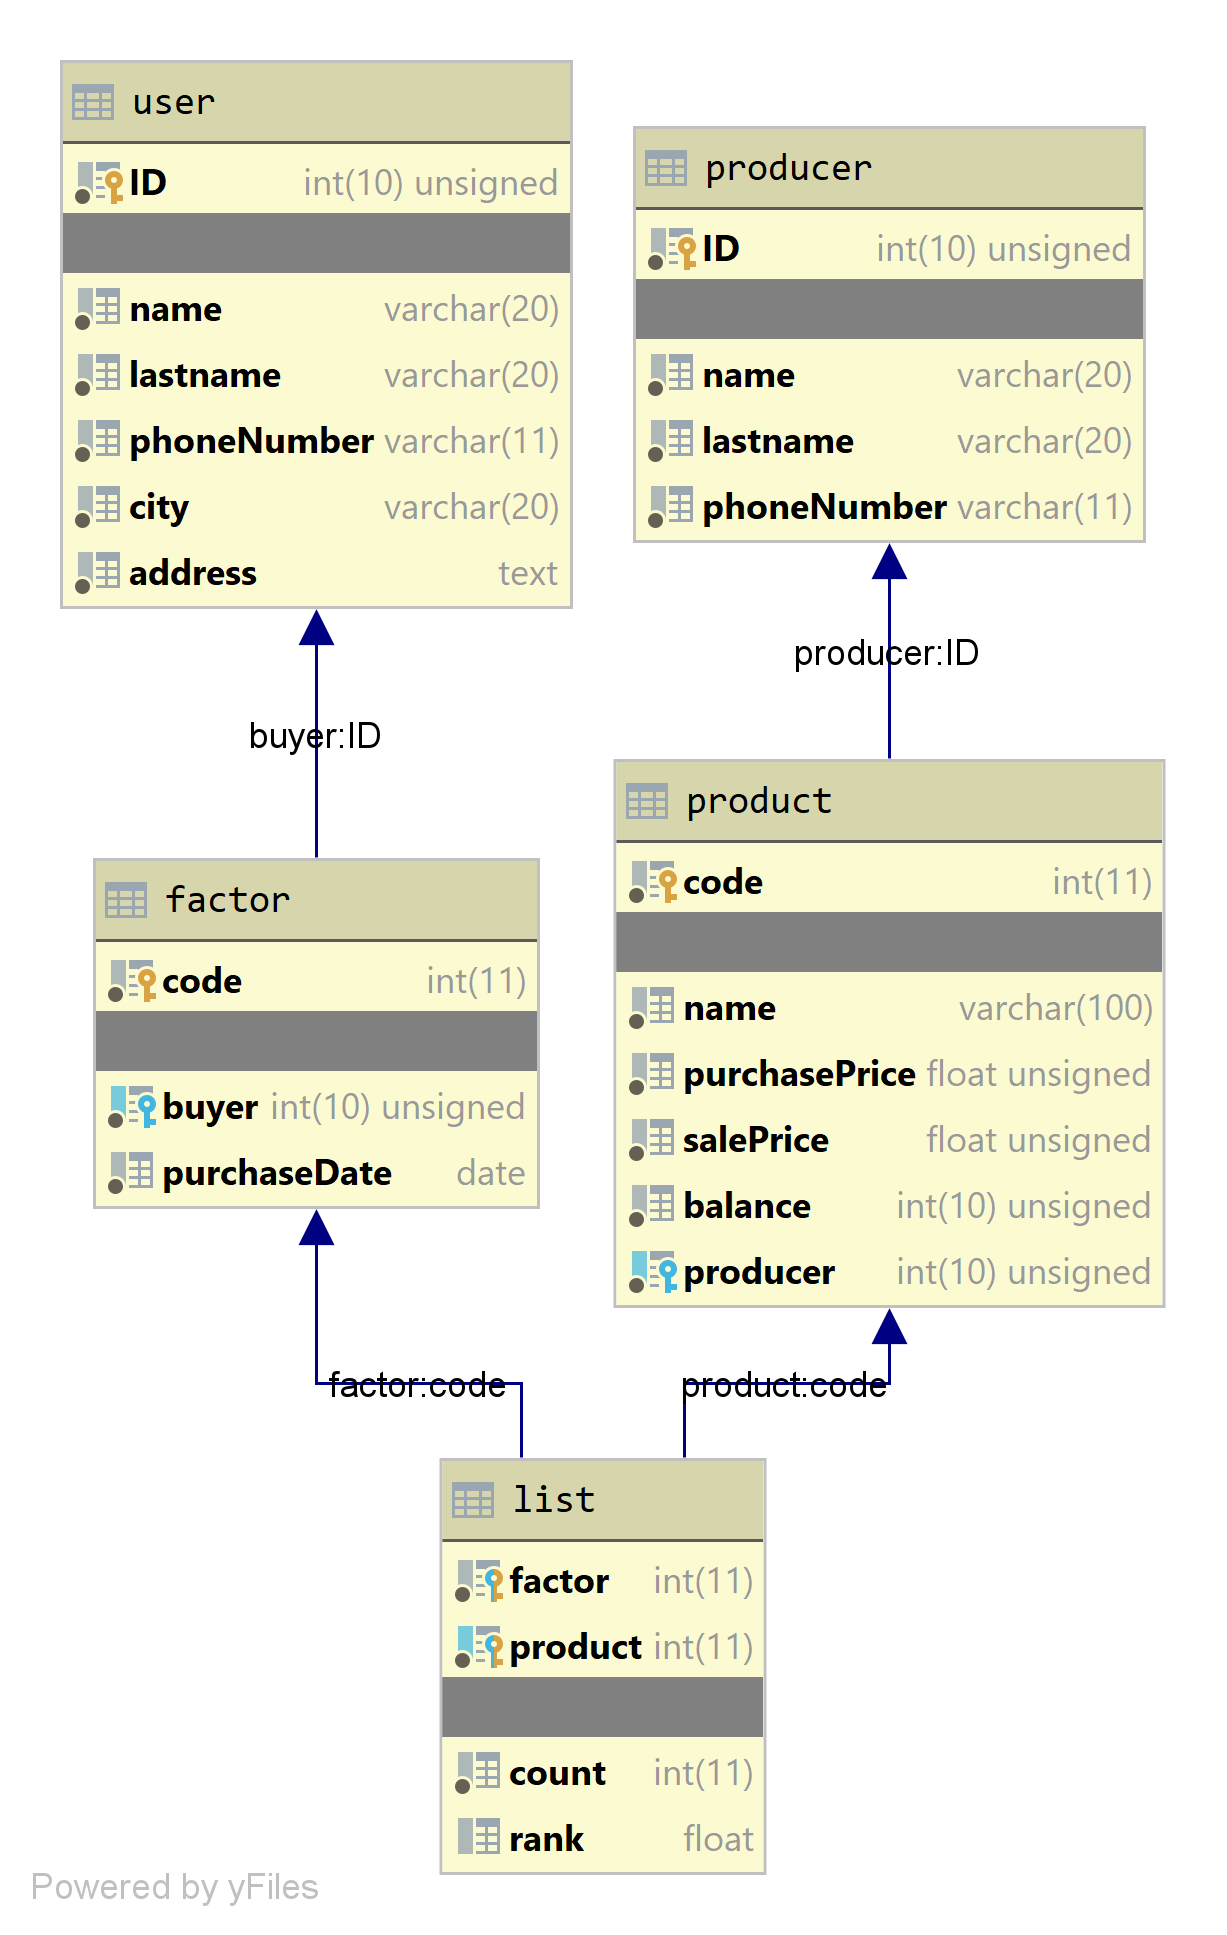 user
ID int(10) unsigned
name varchar(20)
lastname varchar(20)
phoneNumber varchar(11)
city varchar(20)
address text
producer
ID int(10) unsigned
name varchar(20)
lastname varchar(20)
phoneNumber varchar(11)
buyer:ID
producer:ID
factor
code int(11)
buyer int(10) unsigned
purchaseDate date
product
code int(11)
name varchar(100)
purchasePrice float unsigned
salePrice float unsigned
balance int(10) unsigned
producer int(10) unsigned
factor:code
product:code
list
factor int(11)
product int(11)
count int(11)
rank float
Powered by yFiles